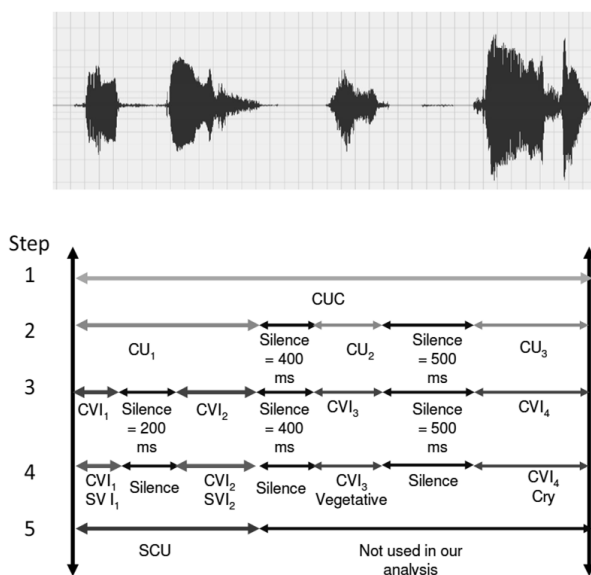 Step
1
CUC
2
CU₁ Silence = 400 ms CU₂ Silence = 500 ms CU₃
3
CVI₁ Silence = 200 ms CVI₂ Silence = 400 ms CVI₃ Silence = 500 ms CVI₄
4
CVI₁ SV I₁ Silence CVI₂ SVI₂ Silence CVI₃ Vegetative Silence CVI₄ Cry
5
SCU Not used in our analysis